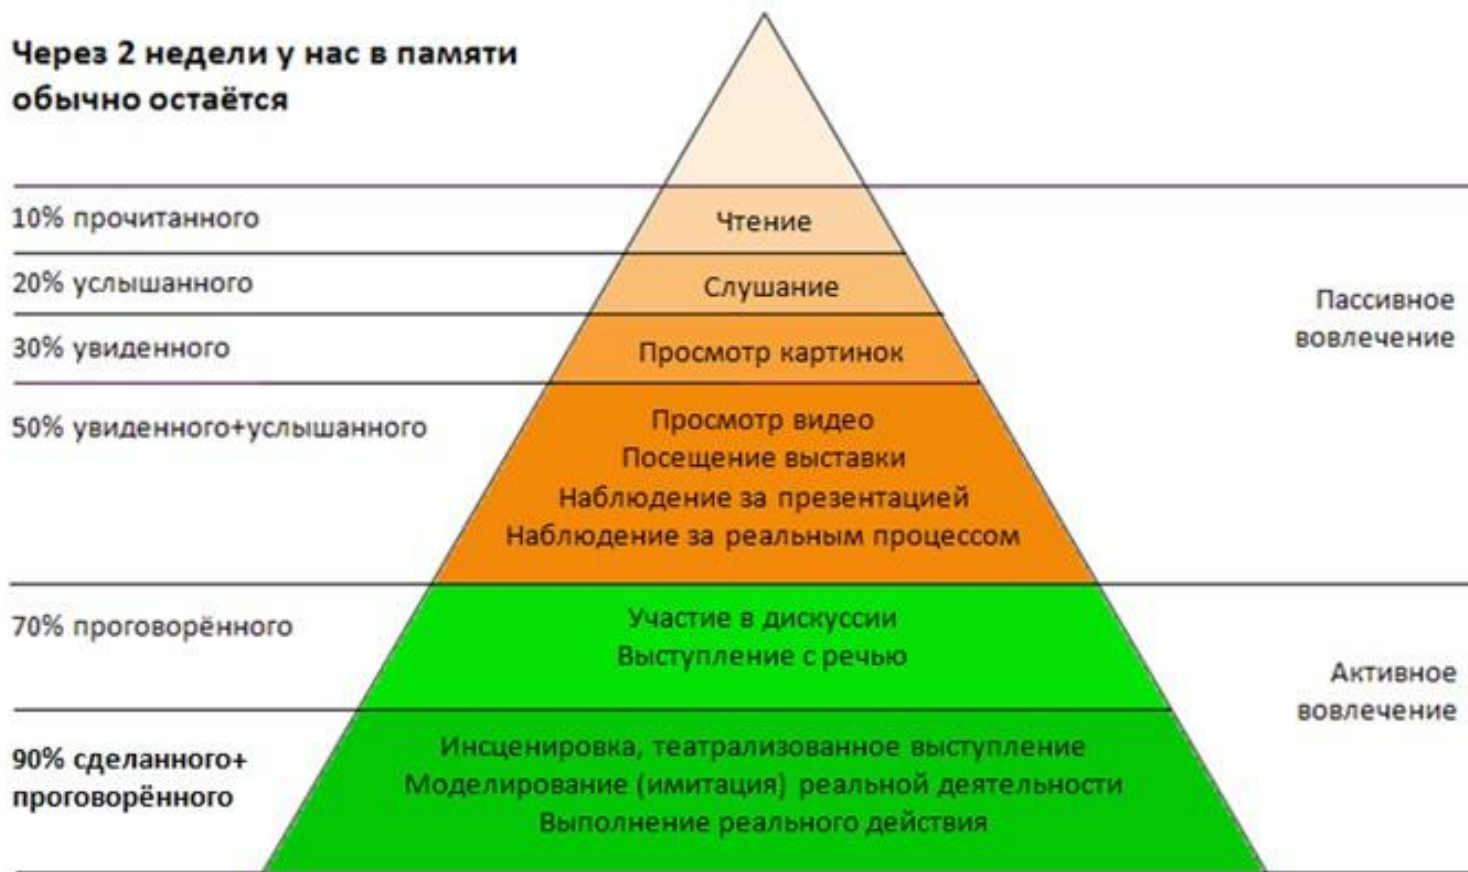 Через 2 недели у нас в памяти
обычно остаётся
10% прочитанного
Чтение
20% услышанного
Слушание
30% увиденного
Просмотр картинок
Пассивное
вовлечение
50% увиденного+услышанного
Просмотр видео
Посещение выставки
Наблюдение за презентацией
Наблюдение за реальным процессом
70% проговорённого
Участие в дискуссии
Выступление с речью
Активное
вовлечение
90% сделанного+
проговорённого
Инсценировка, театрализованное выступление
Моделирование (имитация) реальной деятельности
Выполнение реального действия